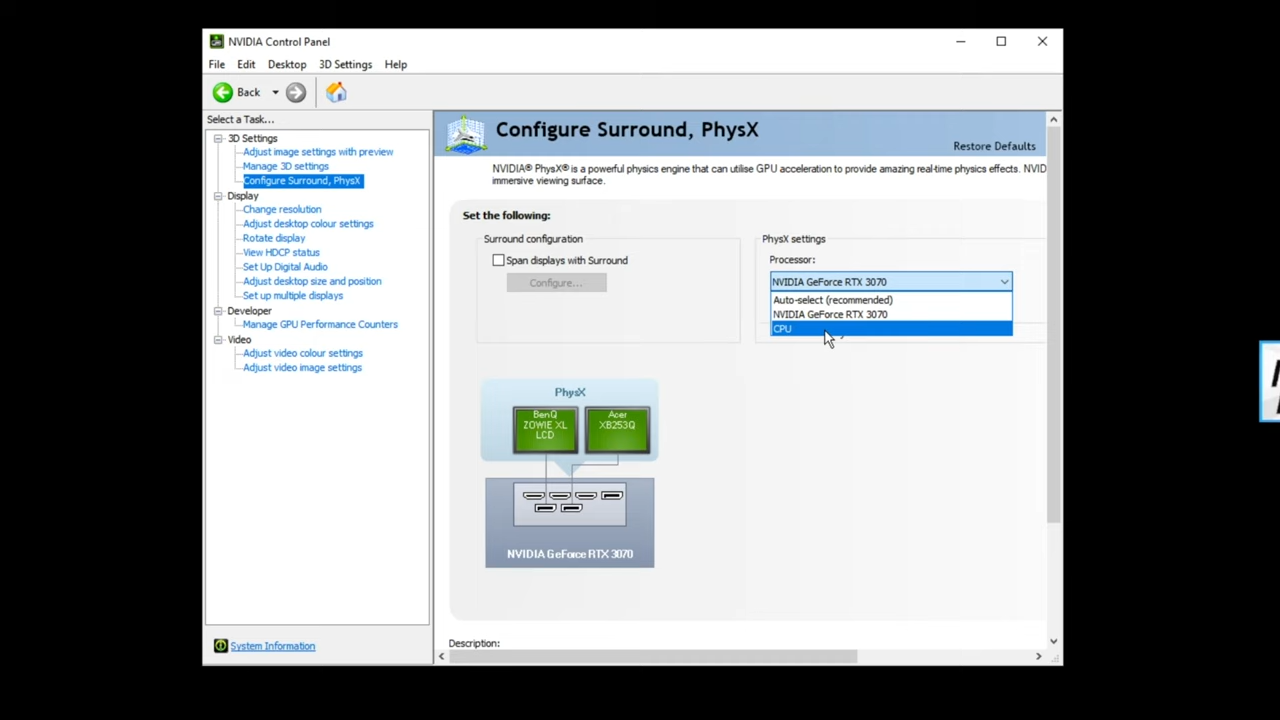 NVIDIA Control Panel
File Edit Desktop 3D Settings Help
Back
Select a Task...
3D Settings
Adjust image settings with preview
Manage 3D settings
Configure Surround, PhysX
Display
Change resolution
Adjust desktop colour settings
Rotate display
View HDCP status
Set Up Digital Audio
Adjust desktop size and position
Set up multiple displays
Developer
Manage GPU Performance Counters
Video
Adjust video colour settings
Adjust video image settings
System Information
Configure Surround, PhysX
Restore Defaults
NVIDIA® PhysX® is a powerful physics engine that can utilise GPU acceleration to provide amazing real-time physics effects. NVID
immersive viewing surface.
Set the following:
Surround configuration
Span displays with Surround
Configure...
PhysX settings
Processor:
NVIDIA GeForce RTX 3070
Auto-select (recommended)
NVIDIA GeForce RTX 3070
CPU
PhysX
BenQ
ZOWIE XL
LCD
Acer
XB253Q
NVIDIA GeForce RTX 3070
Description: